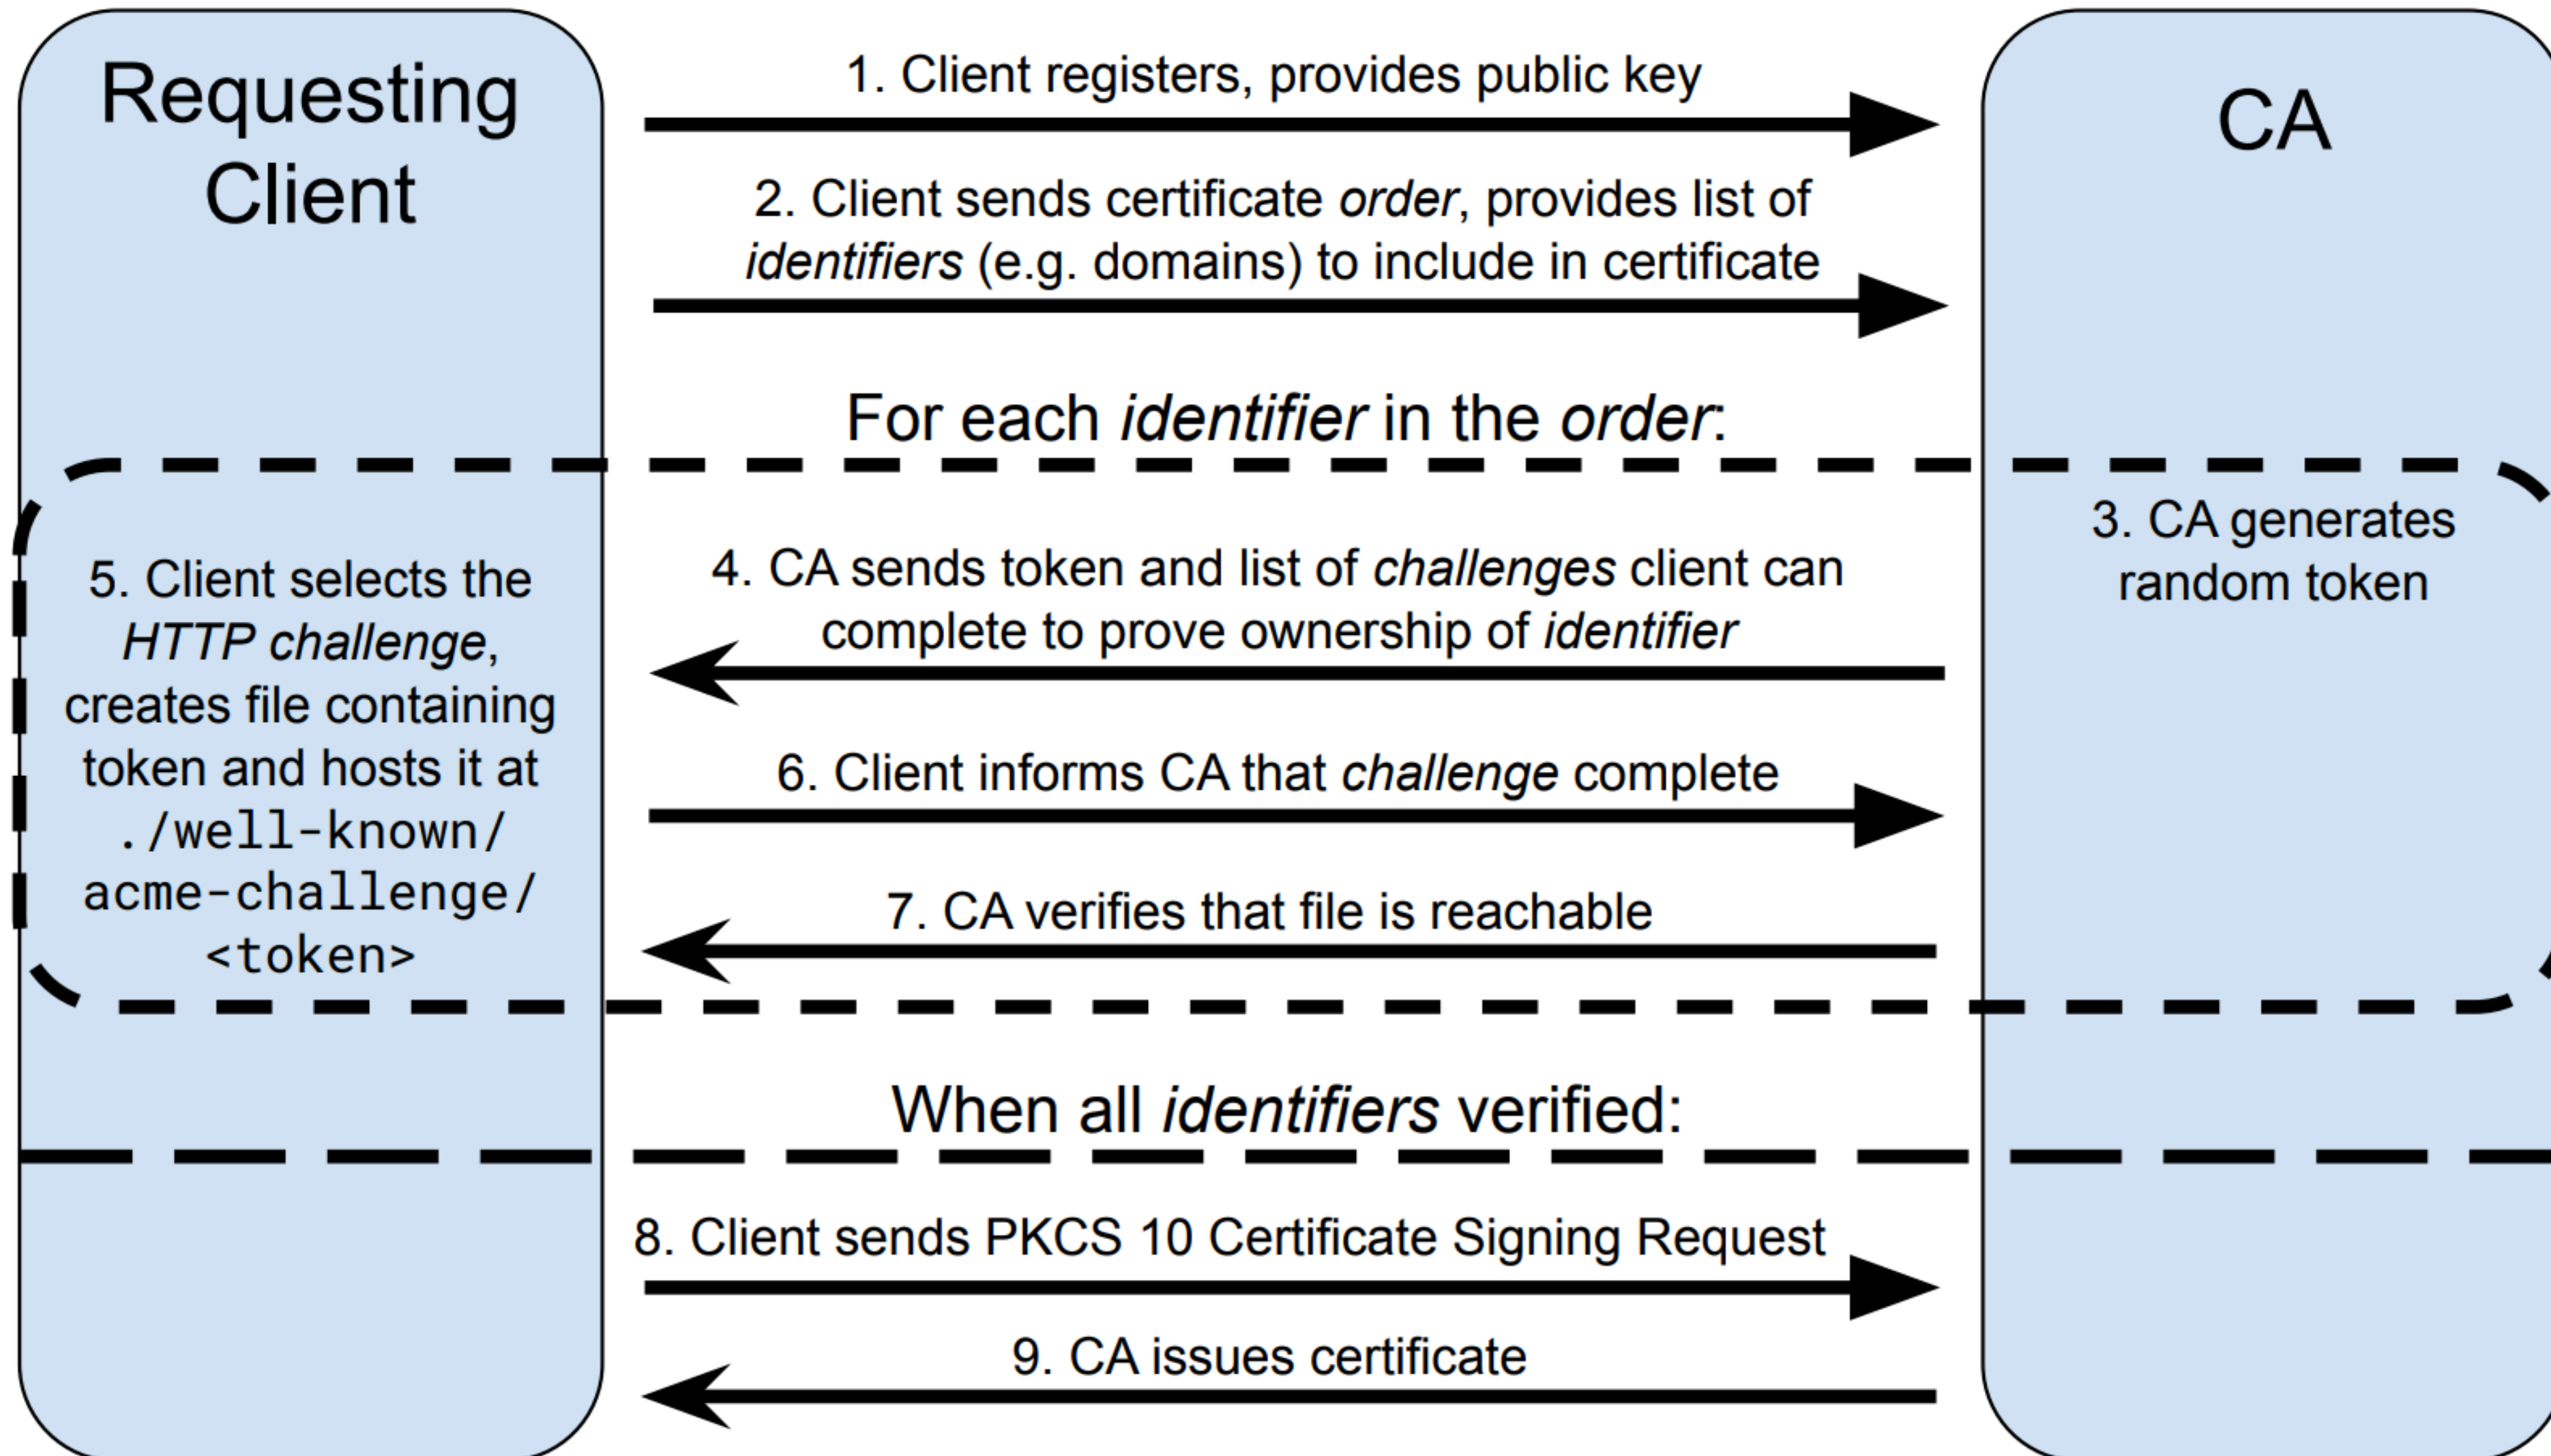 Requesting
Client
CA
1. Client registers, provides public key
2. Client sends certificate order, provides list of
identifiers (e.g. domains) to include in certificate
For each identifier in the order:
3. CA generates
random token
4. CA sends token and list of challenges client can
complete to prove ownership of identifier
5. Client selects the
HTTP challenge,
creates file containing
token and hosts it at
./well-known/
acme-challenge/
<token>
6. Client informs CA that challenge complete
7. CA verifies that file is reachable
When all identifiers verified:
8. Client sends PKCS 10 Certificate Signing Request
9. CA issues certificate